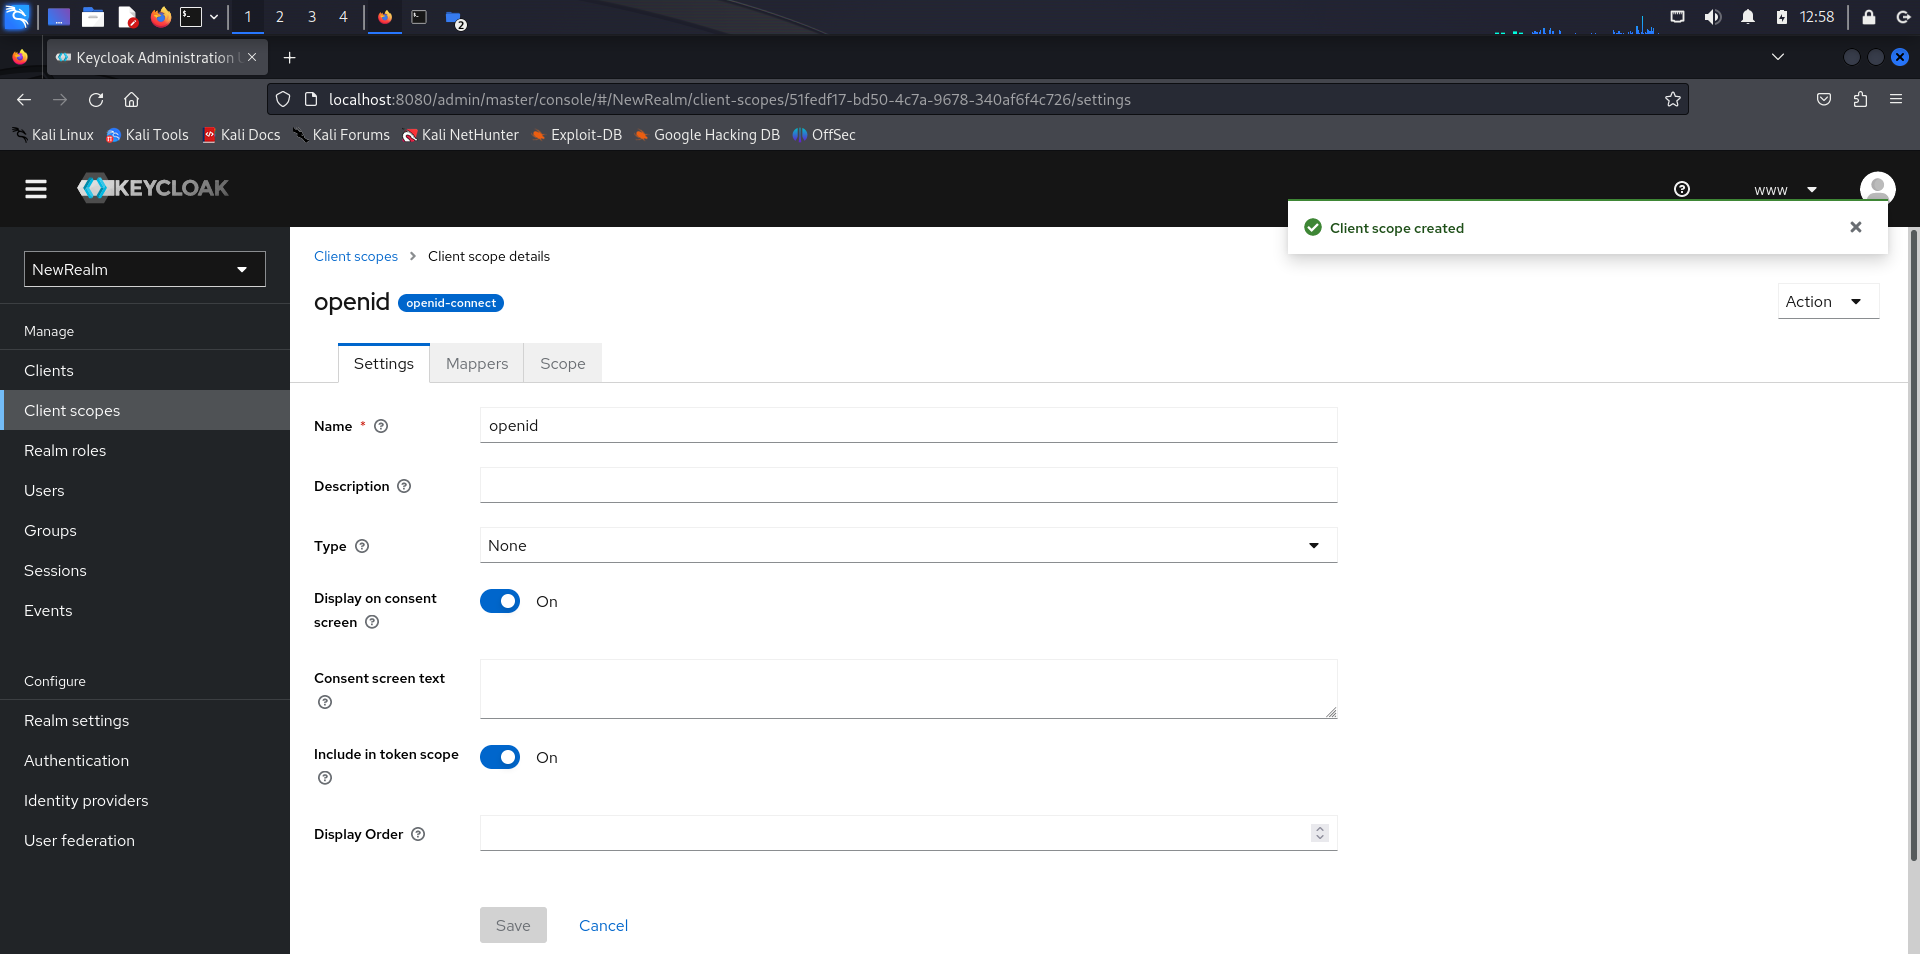 1 2 3 4 2 12:58
Keycloak Administration U
localhost:8080/admin/master/console/#/NewRealm/client-scopes/51fedf17-bd50-4c7a-9678-340af6f4c726/settings
Kali Linux Kali Tools Kali Docs Kali Forums Kali NetHunter Exploit-DB Google Hacking DB OffSec
KEYCLOAK www
Client scope created
NewRealm
Manage
Clients
Client scopes
Realm roles
Users
Groups
Sessions
Events
Configure
Realm settings
Authentication
Identity providers
User federation
Client scopes > Client scope details
openid openid-connect Action
Settings Mappers Scope
Name * openid
Description
Type None
Display on consent
screen On
Consent screen text
Include in token scope On
Display Order
Save Cancel